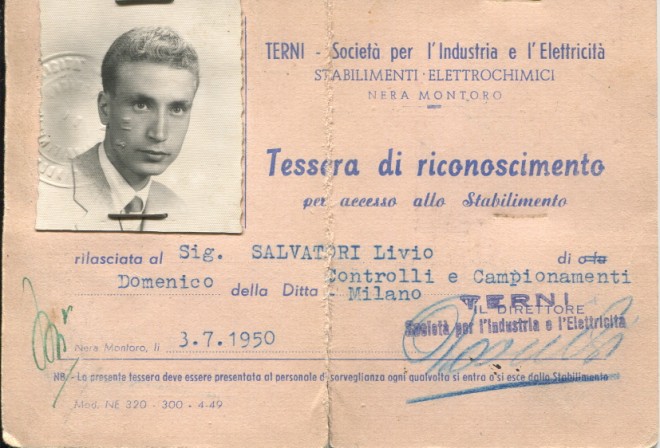 TERNI - Società per l'Industria e l'Elettricità
STABILIMENTI ELETTROCHIMICI
NERA MONTORO
Tessera di riconoscimento
per accesso allo Stabilimento
rilasciata al Sig. SALVATORI Livio di
Domenico della Ditta Controlli e Campionamenti
- Milano
TERNI
IL DIRETTORE
Società per l'Industria e l'Elettricità
Nera Montoro, li 3.7.1950
NB. - La presente tessera deve essere presentata al personale di sorveglianza ogni qualvolta si entra o si esce dallo Stabilimento
Mod. NE 320 - 300 - 4-49